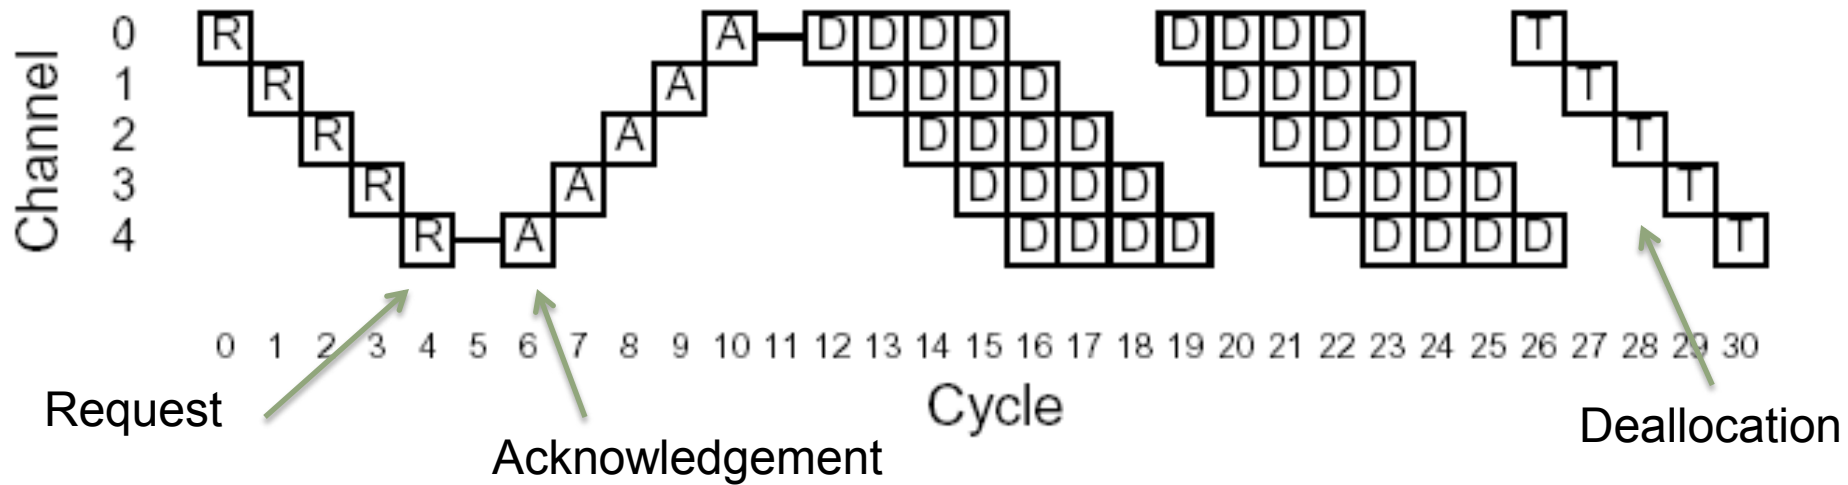 Channel
0 R A D D D D D D D D T
1 R A D D D D D D D D T
2 R A D D D D D D D D T
3 R A D D D D D D D D T
4 R A D D D D D D D D T
0 1 2 3 4 5 6 7 8 9 10 11 12 13 14 15 16 17 18 19 20 21 22 23 24 25 26 27 28 29 30
Cycle
Request
Acknowledgement
Deallocation